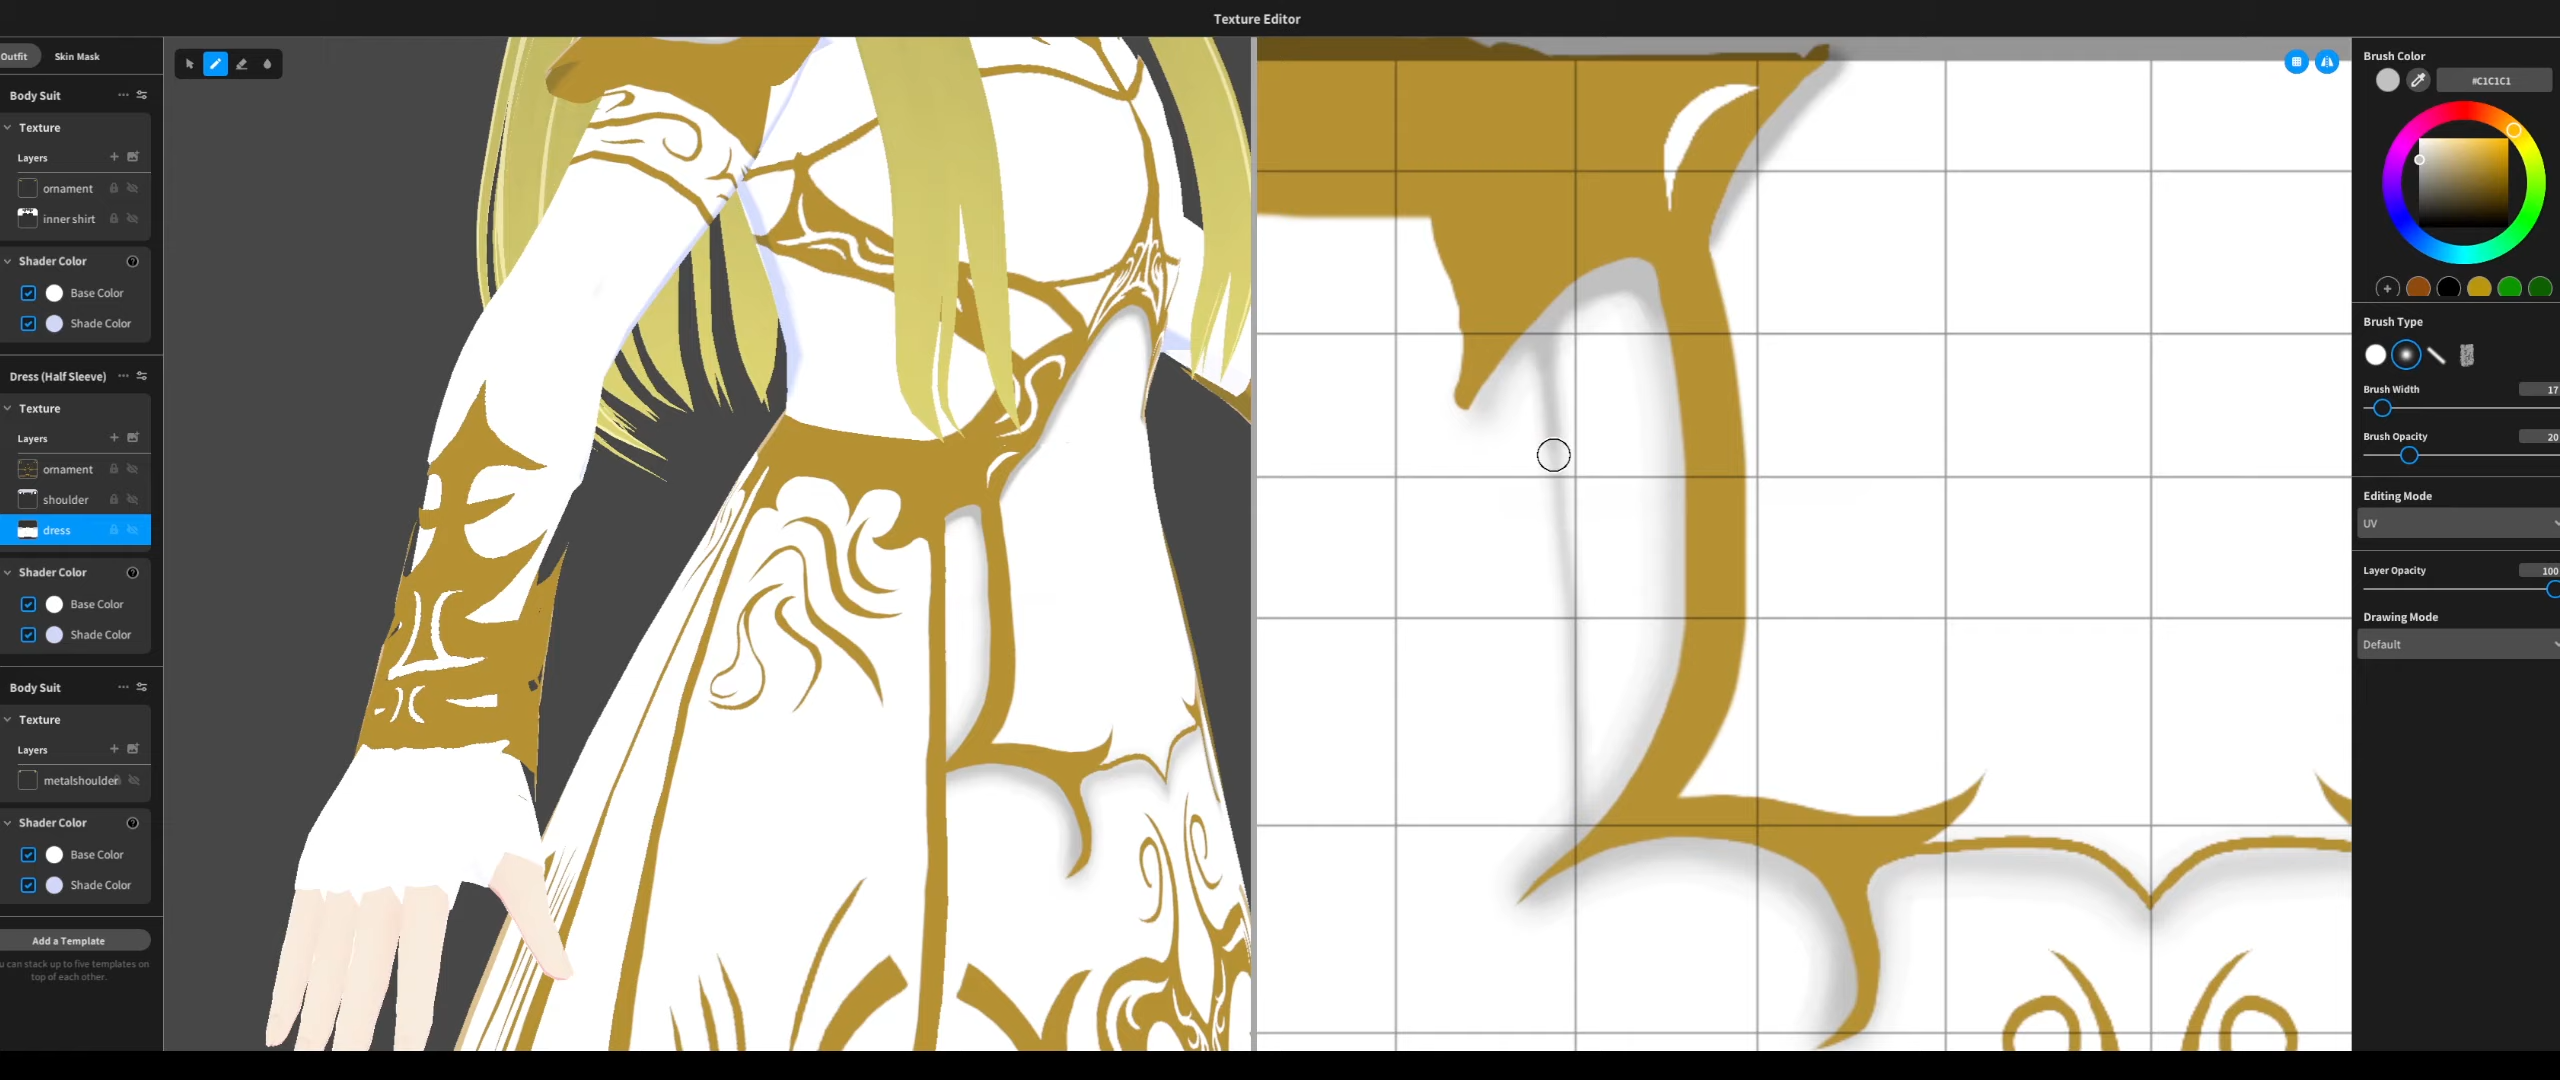 Texture Editor
Outfit
Skin Mask
Body Suit
Texture
Layers
ornament
inner shirt
Shader Color
Base Color
Shade Color
Dress (Half Sleeve)
Texture
Layers
ornament
shoulder
dress
Shader Color
Base Color
Shade Color
Body Suit
Texture
Layers
metalshoulder
Shader Color
Base Color
Shade Color
Add a Template
u can stack up to five templates on
top of each other.
Brush Color
#C1C1C1
Brush Type
Brush Width
17
Brush Opacity
20
Editing Mode
UV
Layer Opacity
100
Drawing Mode
Default